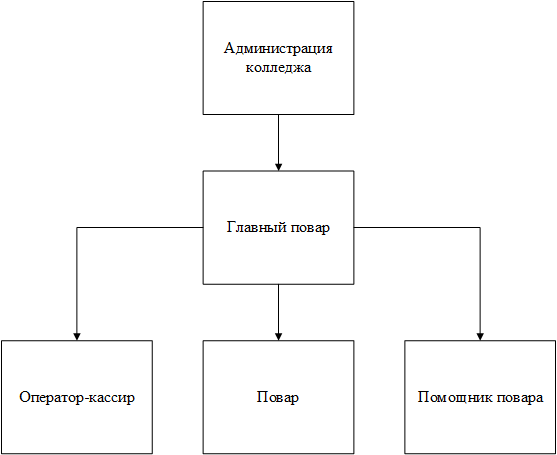 Администрация
колледжа
Главный повар
Оператор-кассир
Повар
Помощник повара